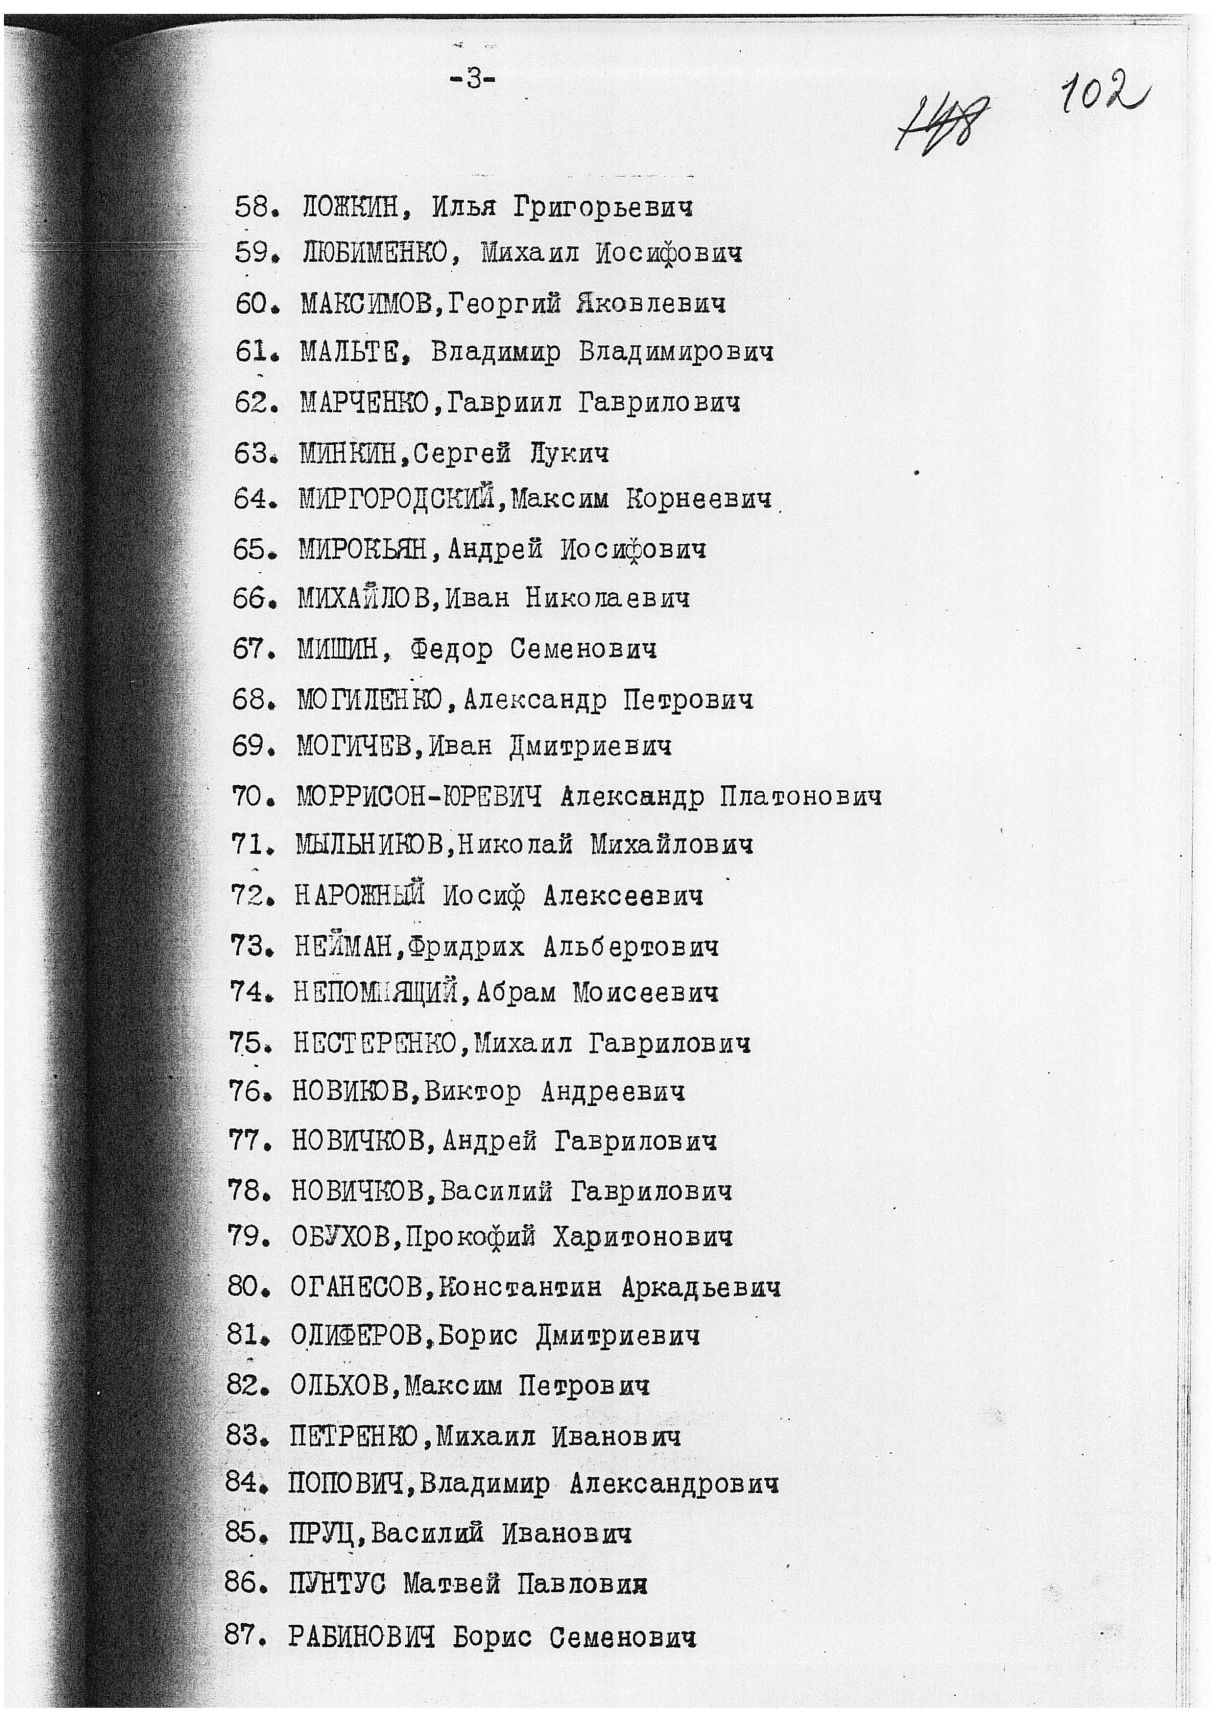 -3-
148 102
58. ЛОЖКИН, Илья Григорьевич
59. ЛЮБИМЕНКО, Михаил Иосифович
60. МАКСИМОВ,Георгий Яковлевич
61. МАЛЬТЕ, Владимир Владимирович
62. МАРЧЕНКО,Гавриил Гаврилович
63. МИНКИН,Сергей Лукич
64. МИРГОРОДСКИЙ,Максим Корнеевич
65. МИРОКЬЯН,Андрей Иосифович
66. МИХАЙЛОВ,Иван Николаевич
67. МИШИН, Федор Семенович
68. МОГИЛЕНКО,Александр Петрович
69. МОГИЧЕВ,Иван Дмитриевич
70. МОРРИСОН-ЮРЕВИЧ Александр Платонович
71. МЫЛЬНИКОВ,Николай Михайлович
72. НАРОЖНЫЙ Иосиф Алексеевич
73. НЕЙМАН,Фридрих Альбертович
74. НЕПОМНЯЩИЙ,Абрам Моисеевич
75. НЕСТЕРЕНКО,Михаил Гаврилович
76. НОВИКОВ,Виктор Андреевич
77. НОВИЧКОВ,Андрей Гаврилович
78. НОВИЧКОВ,Василий Гаврилович
79. ОБУХОВ,Прокофий Харитонович
80. ОГАНЕСОВ,Константин Аркадьевич
81. ОЛИФЕРОВ,Борис Дмитриевич
82. ОЛЬХОВ,Максим Петрович
83. ПЕТРЕНКО,Михаил Иванович
84. ПОПОВИЧ,Владимир Александрович
85. ПРУЦ,Василий Иванович
86. ПУНТУС Матвей Павловия
87. РАБИНОВИЧ Борис Семенович